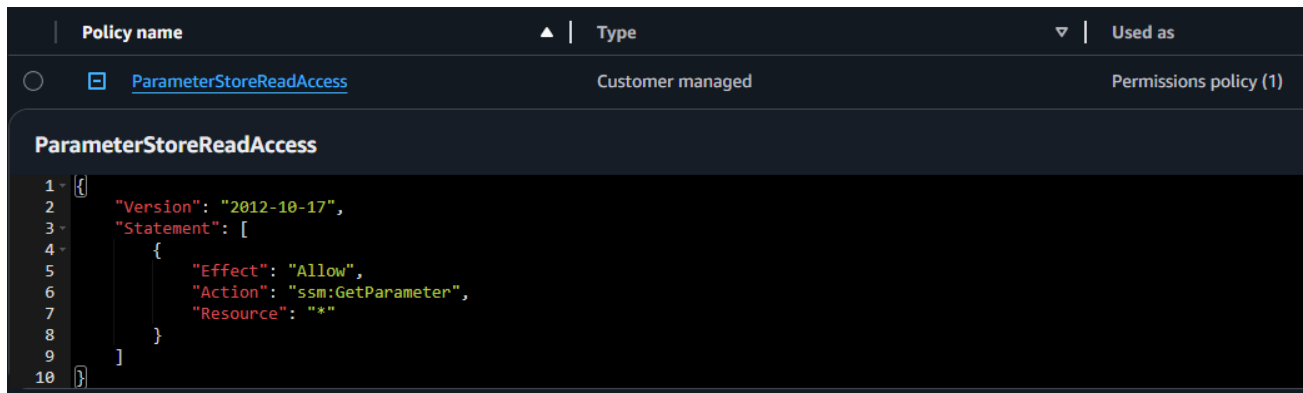 Policy name Type Used as
ParameterStoreReadAccess Customer managed Permissions policy (1)
ParameterStoreReadAccess
1 {
2 "Version": "2012-10-17",
3 "Statement": [
4 {
5 "Effect": "Allow",
6 "Action": "ssm:GetParameter",
7 "Resource": "*"
8 }
9 ]
10 }